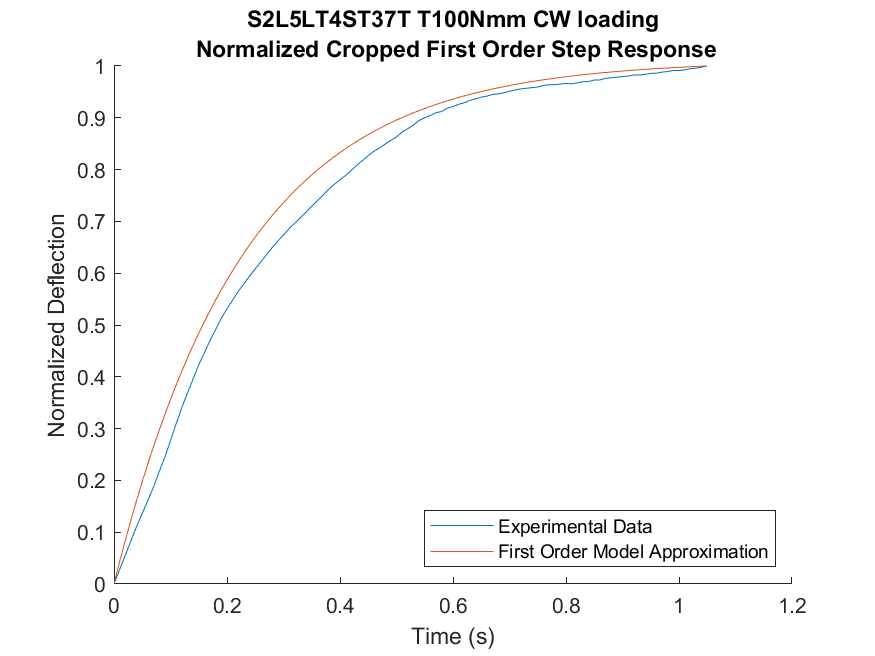 S2L5LT4ST37T T100Nmm CW loading
Normalized Cropped First Order Step Response
1
0.9
0.8
0.7
0.6
0.5
0.4
0.3
0.2
0.1
0
Normalized Deflection
Experimental Data
First Order Model Approximation
0 0.2 0.4 0.6 0.8 1 1.2
Time (s)